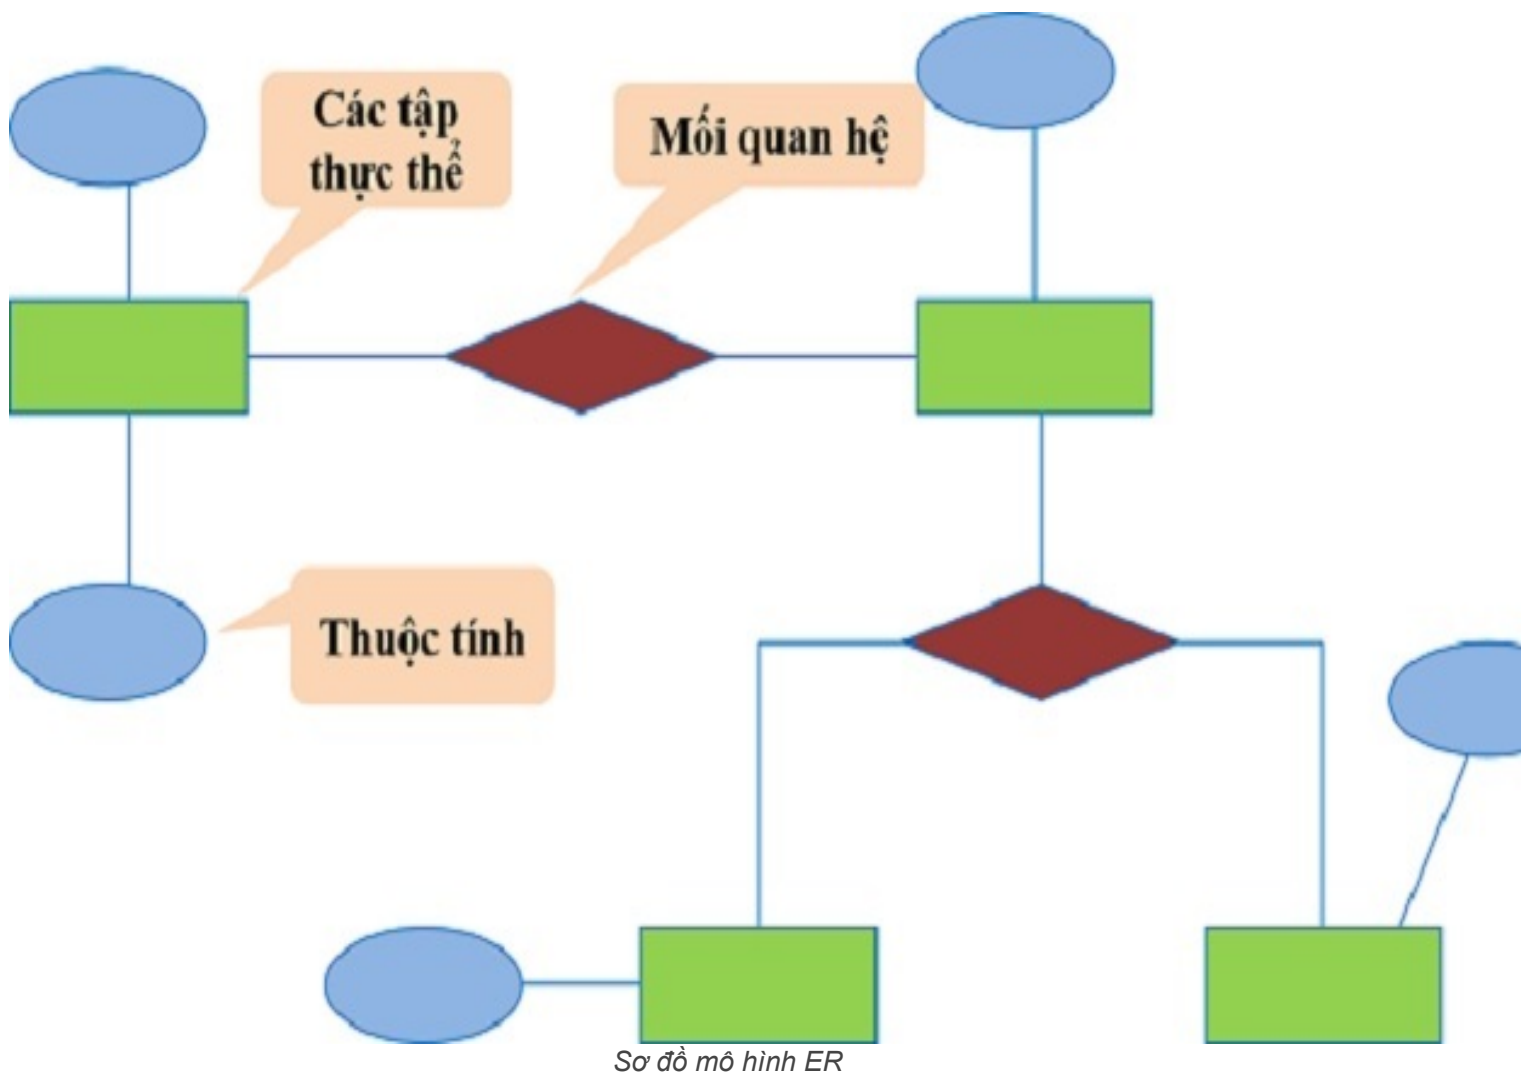 Các tập
thực thể
Mối quan hệ
Thuộc tính
Sơ đồ mô hình ER